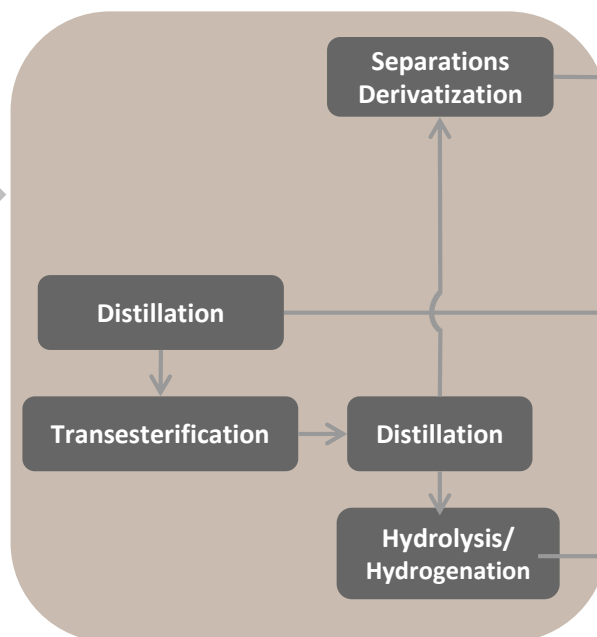 Separations
Derivatization
Distillation
Transesterification
Distillation
Hydrolysis/
Hydrogenation